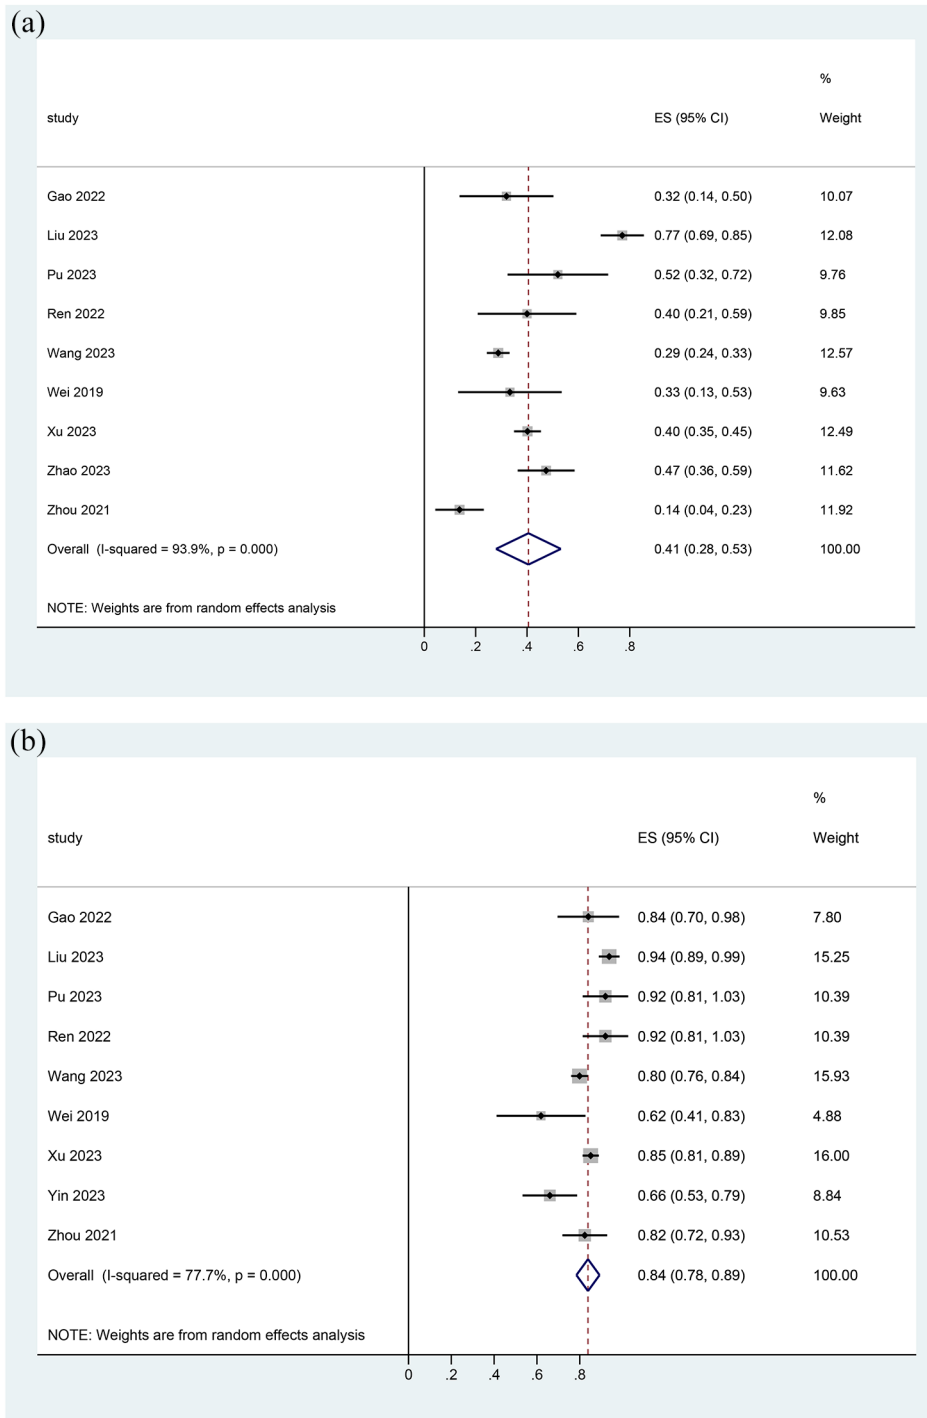 (a)
%
study ES (95% CI) Weight
Gao 2022 0.32 (0.14, 0.50) 10.07
Liu 2023 0.77 (0.69, 0.85) 12.08
Pu 2023 0.52 (0.32, 0.72) 9.76
Ren 2022 0.40 (0.21, 0.59) 9.85
Wang 2023 0.29 (0.24, 0.33) 12.57
Wei 2019 0.33 (0.13, 0.53) 9.63
Xu 2023 0.40 (0.35, 0.45) 12.49
Zhao 2023 0.47 (0.36, 0.59) 11.62
Zhou 2021 0.14 (0.04, 0.23) 11.92
Overall (I-squared = 93.9%, p = 0.000) 0.41 (0.28, 0.53) 100.00
NOTE: Weights are from random effects analysis
0 .2 .4 .6 .8
(b)
%
study ES (95% CI) Weight
Gao 2022 0.84 (0.70, 0.98) 7.80
Liu 2023 0.94 (0.89, 0.99) 15.25
Pu 2023 0.92 (0.81, 1.03) 10.39
Ren 2022 0.92 (0.81, 1.03) 10.39
Wang 2023 0.80 (0.76, 0.84) 15.93
Wei 2019 0.62 (0.41, 0.83) 4.88
Xu 2023 0.85 (0.81, 0.89) 16.00
Yin 2023 0.66 (0.53, 0.79) 8.84
Zhou 2021 0.82 (0.72, 0.93) 10.53
Overall (I-squared = 77.7%, p = 0.000) 0.84 (0.78, 0.89) 100.00
NOTE: Weights are from random effects analysis
0 .2 .4 .6 .8